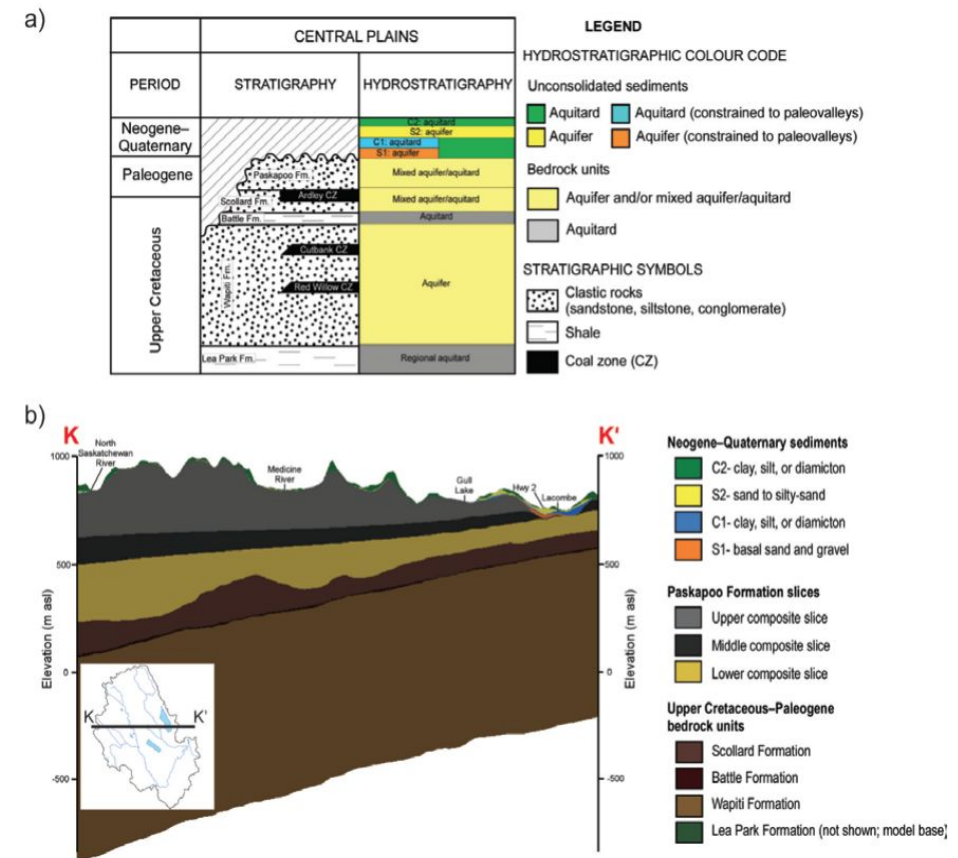 a)
CENTRAL PLAINS
PERIOD
STRATIGRAPHY
HYDROSTRATIGRAPHY
Neogene–
Quaternary
Paleogene
Upper Cretaceous
Paskapoo Fm.
Ardley CZ
Scollard Fm.
Battle Fm.
Cutbank CZ
Wapiti Fm.
Red Willow CZ
Lea Park Fm.
C2: aquitard
S2: aquifer
C1: aquitard
S1: aquifer
Mixed aquifer/aquitard
Mixed aquifer/aquitard
Aquitard
Aquifer
Regional aquitard
LEGEND
HYDROSTRATIGRAPHIC COLOUR CODE
Unconsolidated sediments
Aquitard
Aquitard (constrained to paleovalleys)
Aquifer
Aquifer (constrained to paleovalleys)
Bedrock units
Aquifer and/or mixed aquifer/aquitard
Aquitard
STRATIGRAPHIC SYMBOLS
Clastic rocks
(sandstone, siltstone, conglomerate)
Shale
Coal zone (CZ)
b)
K
K'
North
Saskatchewan
River
Medicine
River
Gull
Lake
Hwy 2
Lacombe
1000
500
0
-500
Elevation (m asl)
1000
500
0
-500
Elevation (m asl)
K
K'
Neogene–Quaternary sediments
C2- clay, silt, or diamicton
S2- sand to silty-sand
C1- clay, silt, or diamicton
S1- basal sand and gravel
Paskapoo Formation slices
Upper composite slice
Middle composite slice
Lower composite slice
Upper Cretaceous–Paleogene
bedrock units
Scollard Formation
Battle Formation
Wapiti Formation
Lea Park Formation (not shown; model base)